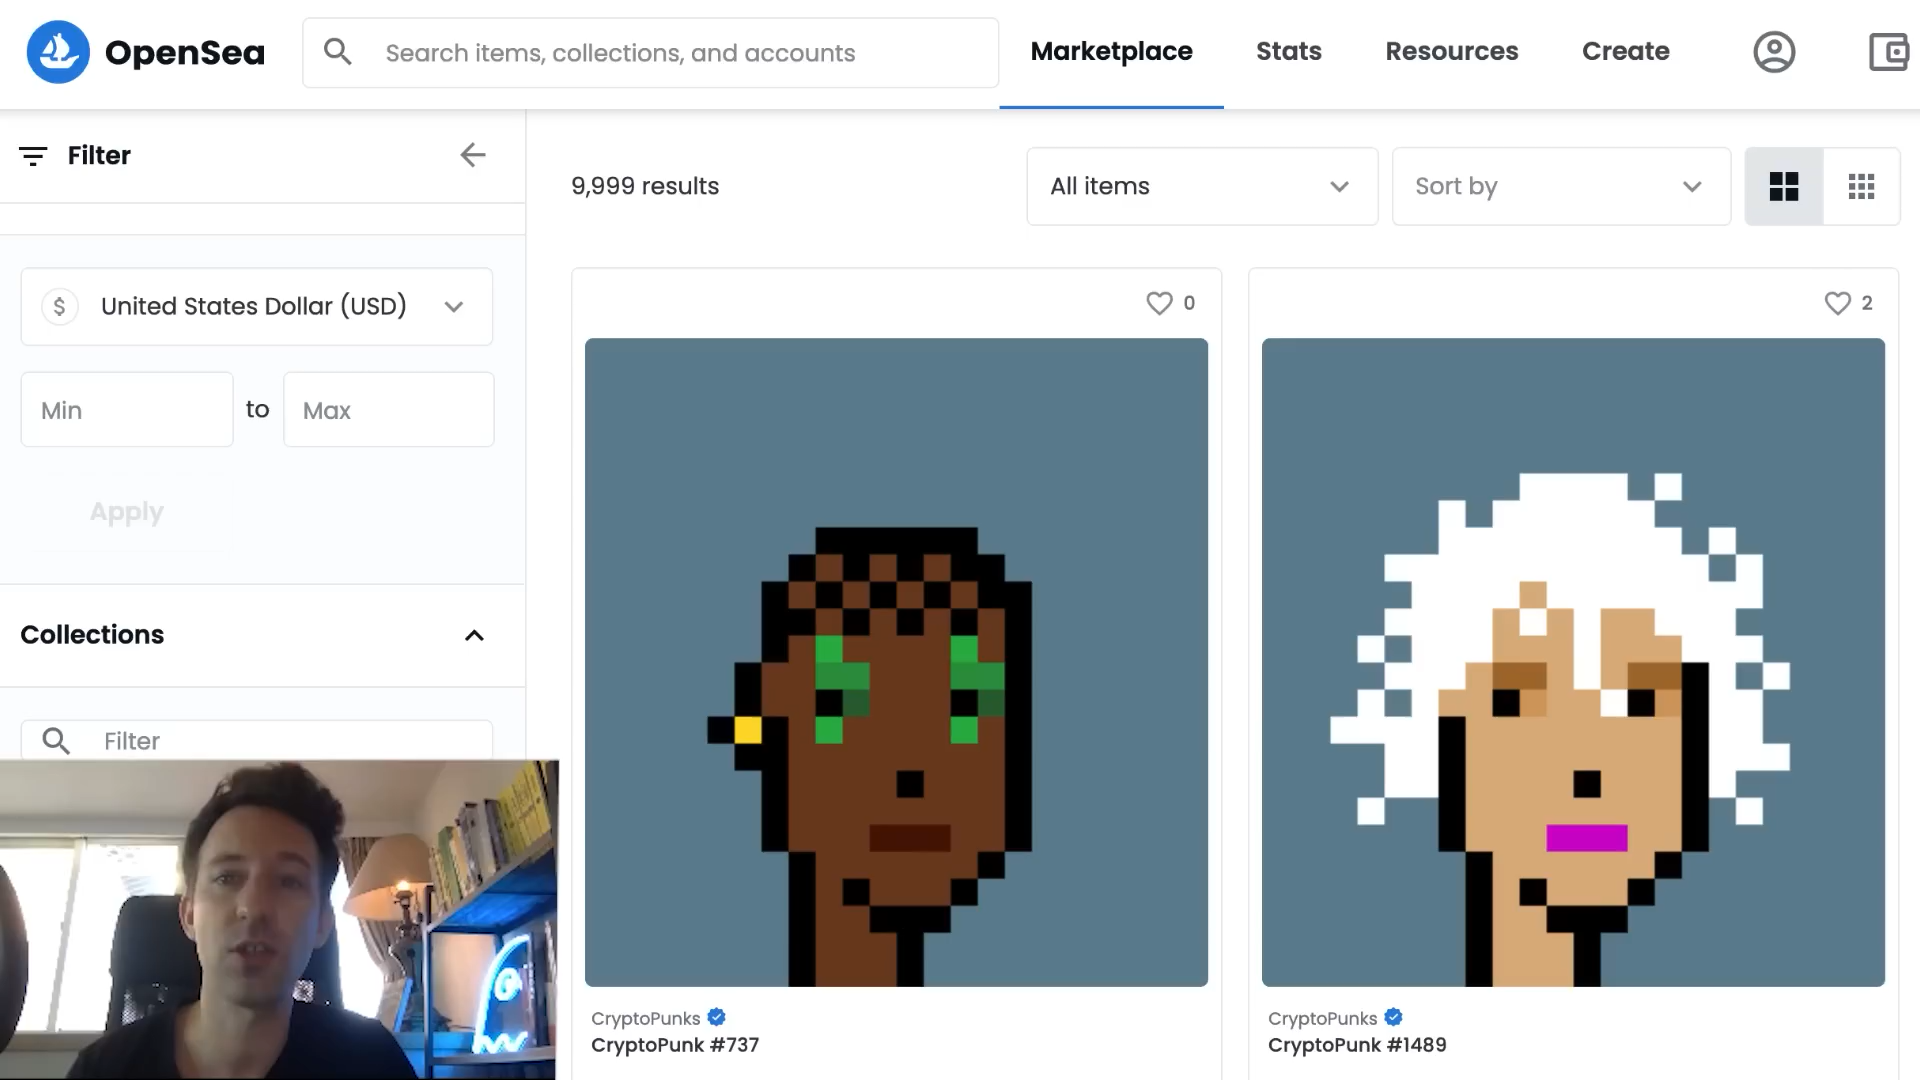 OpenSea
Search items, collections, and accounts
Marketplace
Stats
Resources
Create
Filter
9,999 results
All items
Sort by
$ United States Dollar (USD)
Min to Max
Apply
Collections
Filter
0
2
CryptoPunks
CryptoPunk #737
CryptoPunks
CryptoPunk #1489